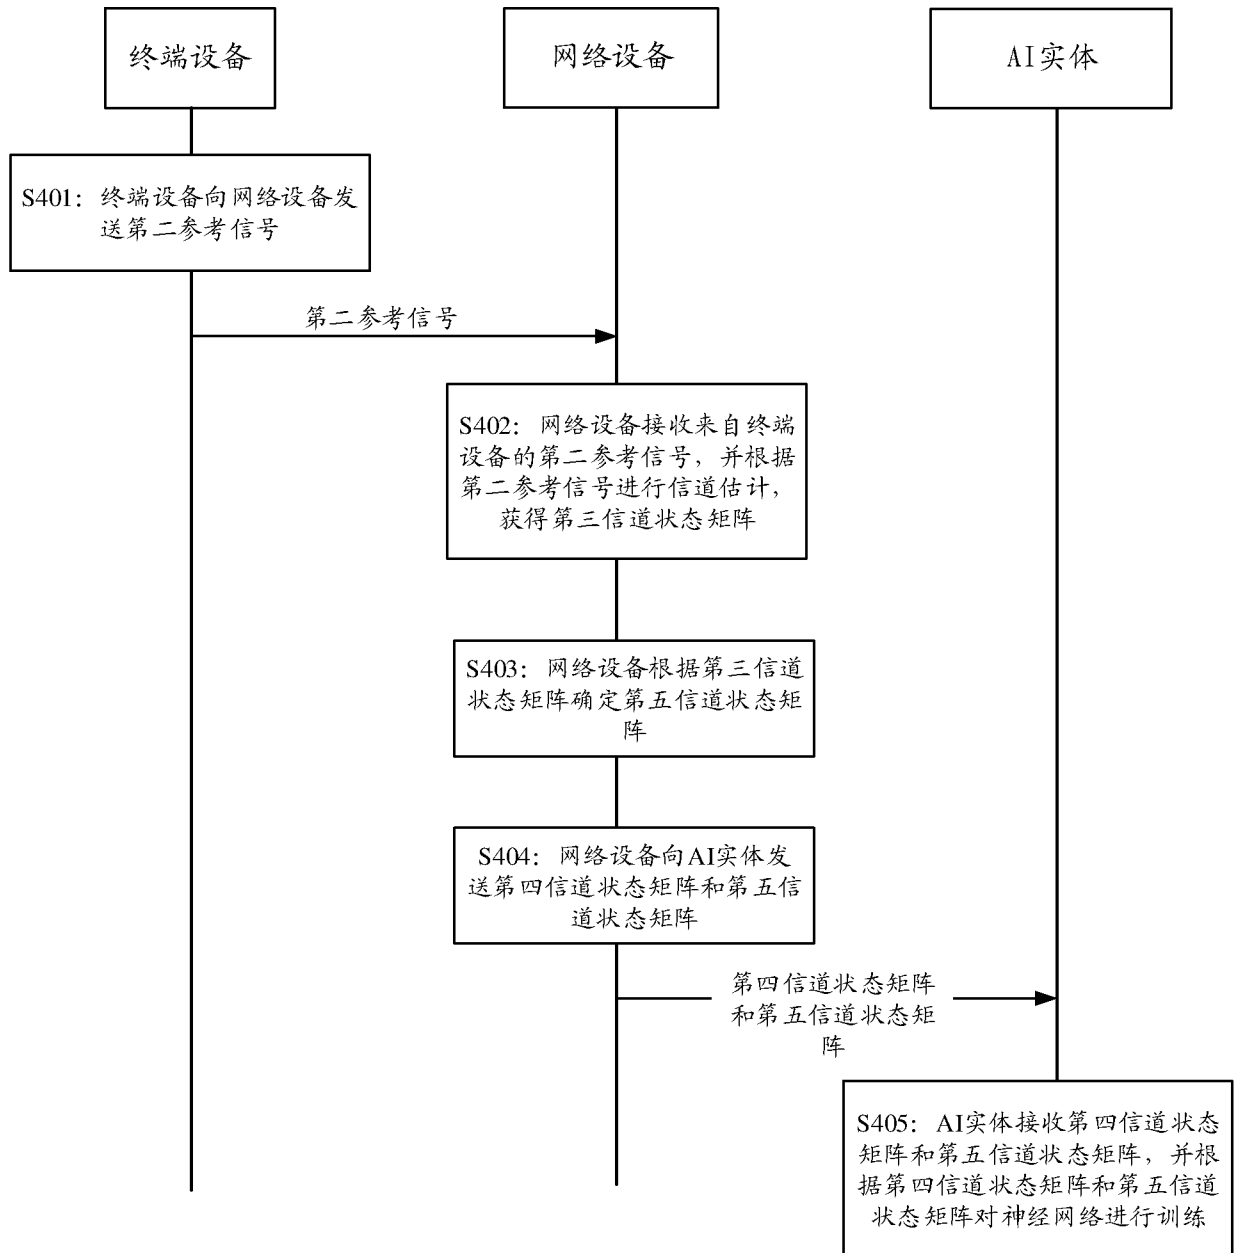 终端设备
网络设备
AI实体
S401：终端设备向网络设备发
送第二参考信号
第二参考信号
S402：网络设备接收来自终端
设备的第二参考信号，并根据
第二参考信号进行信道估计，
获得第三信道状态矩阵
S403：网络设备根据第三信道
状态矩阵确定第五信道状态矩
阵
S404：网络设备向AI实体发
送第四信道状态矩阵和第五信
道状态矩阵
第四信道状态矩阵
和第五信道状态矩
阵
S405：AI实体接收第四信道状态
矩阵和第五信道状态矩阵，并根
据第四信道状态矩阵和第五信道
状态矩阵对神经网络进行训练